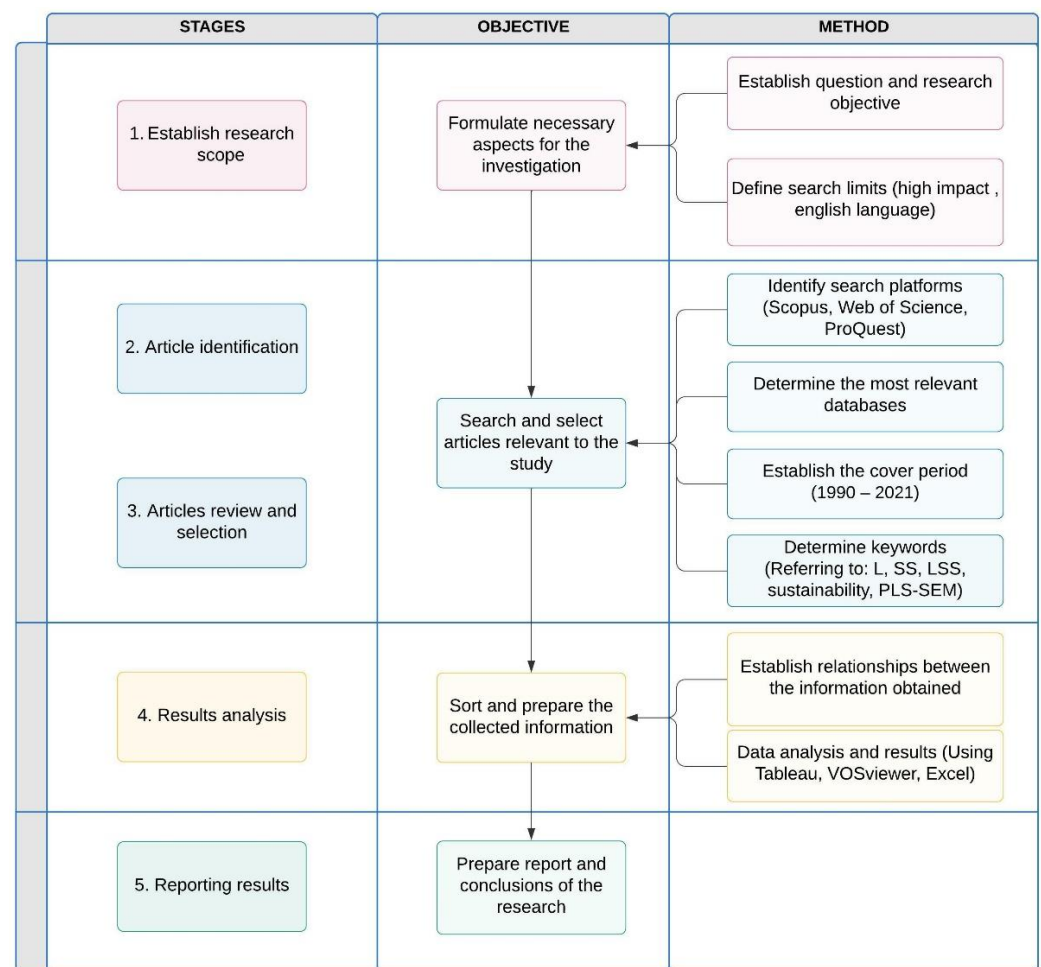 STAGES
OBJECTIVE
METHOD
1. Establish research
scope
Formulate necessary
aspects for the
investigation
Establish question and research
objective
Define search limits (high impact ,
english language)
2. Article identification
3. Articles review and
selection
Search and select
articles relevant to the
study
Identify search platforms
(Scopus, Web of Science,
ProQuest)
Determine the most relevant
databases
Establish the cover period
(1990 – 2021)
Determine keywords
(Referring to: L, SS, LSS,
sustainability, PLS-SEM)
4. Results analysis
Sort and prepare the
collected information
Establish relationships between
the information obtained
Data analysis and results (Using
Tableau, VOSviewer, Excel)
5. Reporting results
Prepare report and
conclusions of the
research